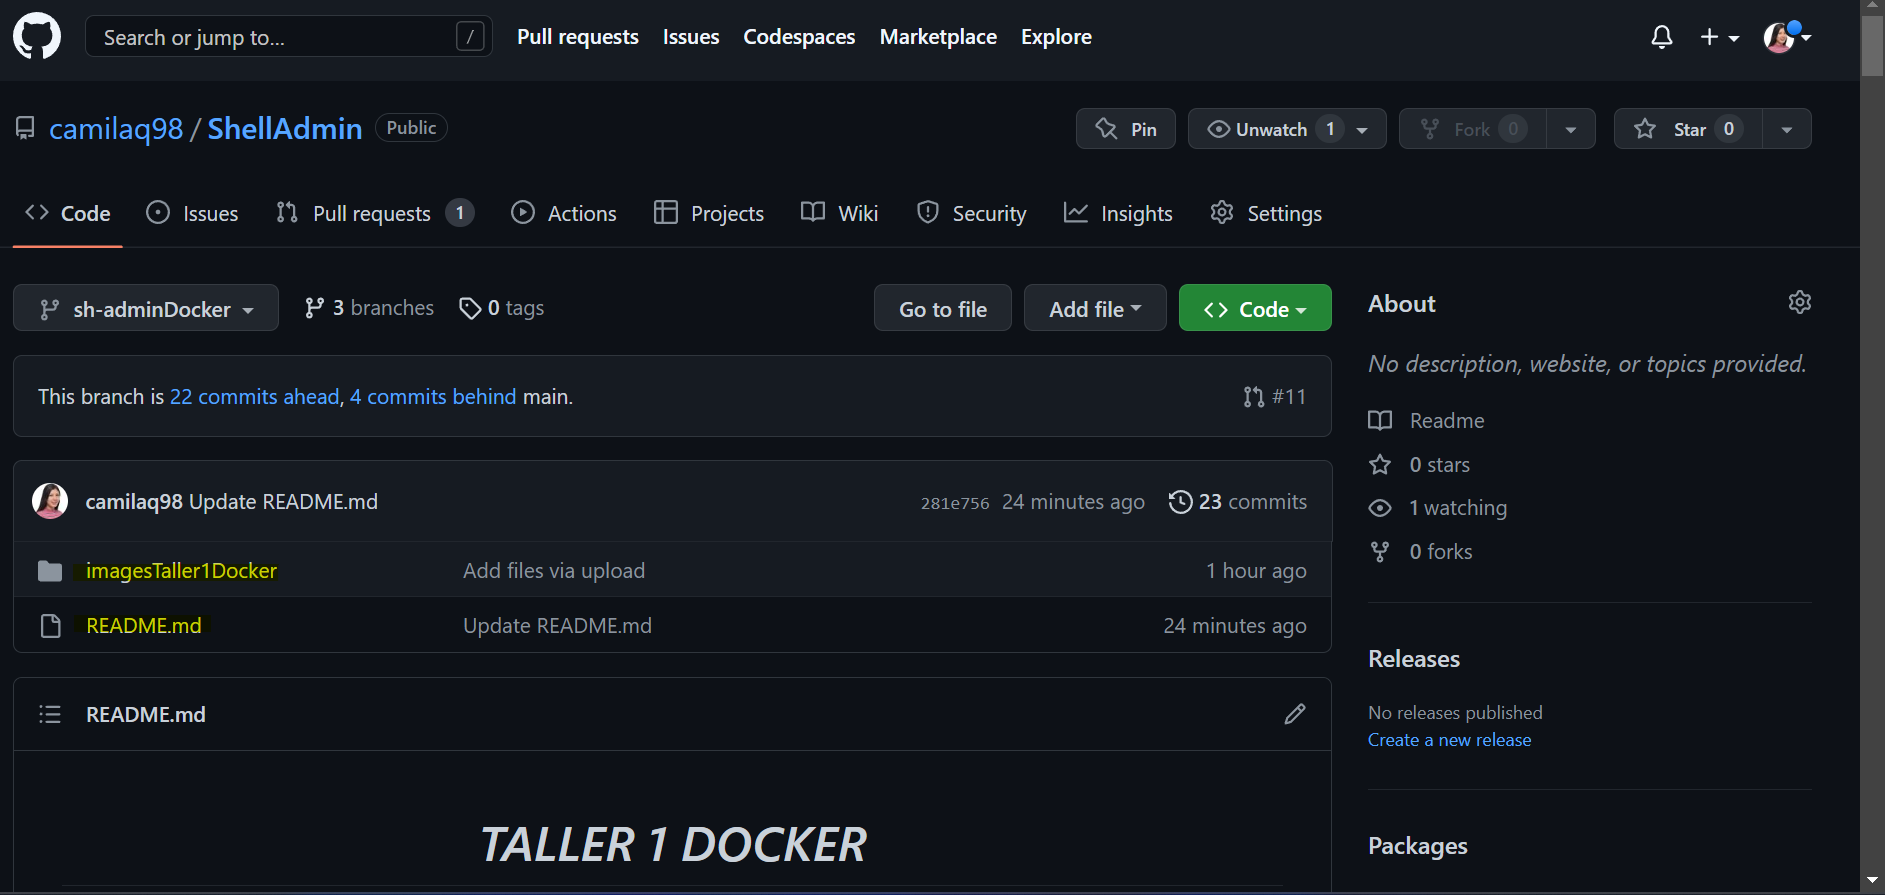 Search or jump to... / Pull requests Issues Codespaces Marketplace Explore
camilaq98 / ShellAdmin Public Pin Unwatch 1 Fork 0 Star 0
Code Issues Pull requests 1 Actions Projects Wiki Security Insights Settings
sh-adminDocker 3 branches 0 tags Go to file Add file Code
This branch is 22 commits ahead, 4 commits behind main. #11
camilaq98 Update README.md 281e756 24 minutes ago 23 commits
imagesTaller1Docker Add files via upload 1 hour ago
README.md Update README.md 24 minutes ago
README.md
TALLER 1 DOCKER
About
No description, website, or topics provided.
Readme
0 stars
1 watching
0 forks
Releases
No releases published
Create a new release
Packages